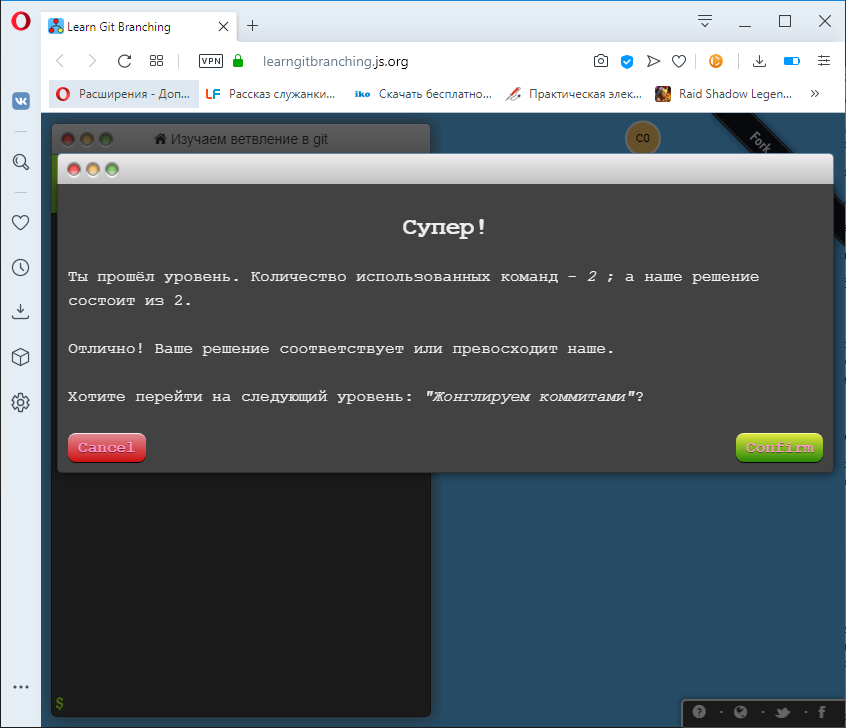 Learn Git Branching
VPN
learngitbranching.js.org
Расширения - Доп...
LF Рассказ служанки...
iko Скачать бесплатно...
Практическая элек...
Raid Shadow Legen...
Изучаем ветвление в git
C0
Fork
Супер!
Ты прошёл уровень. Количество использованных команд - 2 ; а наше решение
состоит из 2.
Отлично! Ваше решение соответствует или превосходит наше.
Хотите перейти на следующий уровень: "Жонглируем коммитами"?
Cancel
Confirm
$